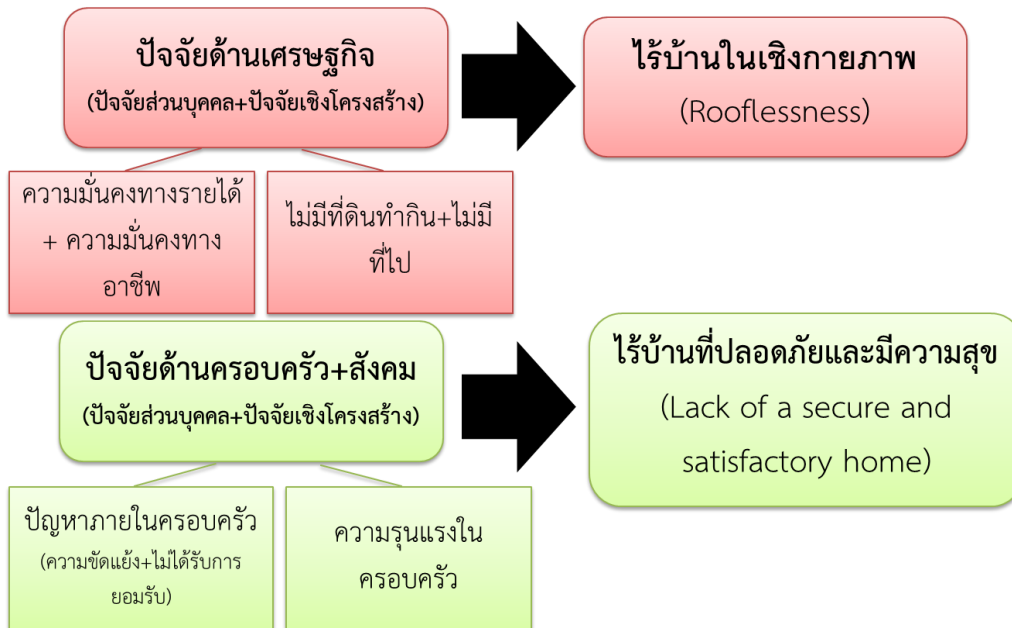 ปัจจัยด้านเศรษฐกิจ
(ปัจจัยส่วนบุคคล+ปัจจัยเชิงโครงสร้าง)
ไร้บ้านในเชิงกายภาพ
(Rooflessness)
ความมั่นคงทางรายได้
+ ความมั่นคงทาง
อาชีพ
ไม่มีที่ดินทำกิน+ไม่มี
ที่ไป
ปัจจัยด้านครอบครัว+สังคม
(ปัจจัยส่วนบุคคล+ปัจจัยเชิงโครงสร้าง)
ไร้บ้านที่ปลอดภัยและมีความสุข
(Lack of a secure and
satisfactory home)
ปัญหาภายในครอบครัว
(ความขัดแย้ง+ไม่ได้รับการ
ยอมรับ)
ความรุนแรงใน
ครอบครัว